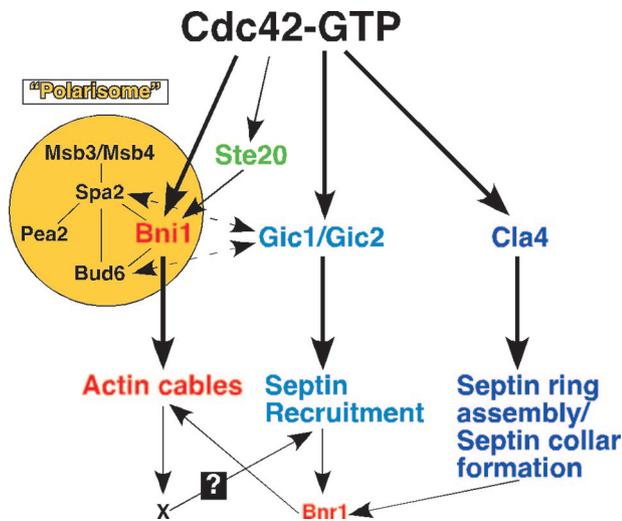 Cdc42-GTP
"Polarisome"
Msb3/Msb4
Ste20
Spa2
Pea2
Bni1
Gic1/Gic2
Cla4
Bud6
Actin cables
Septin
Recruitment
Septin ring
assembly/
Septin collar
formation
?
X
Bnr1